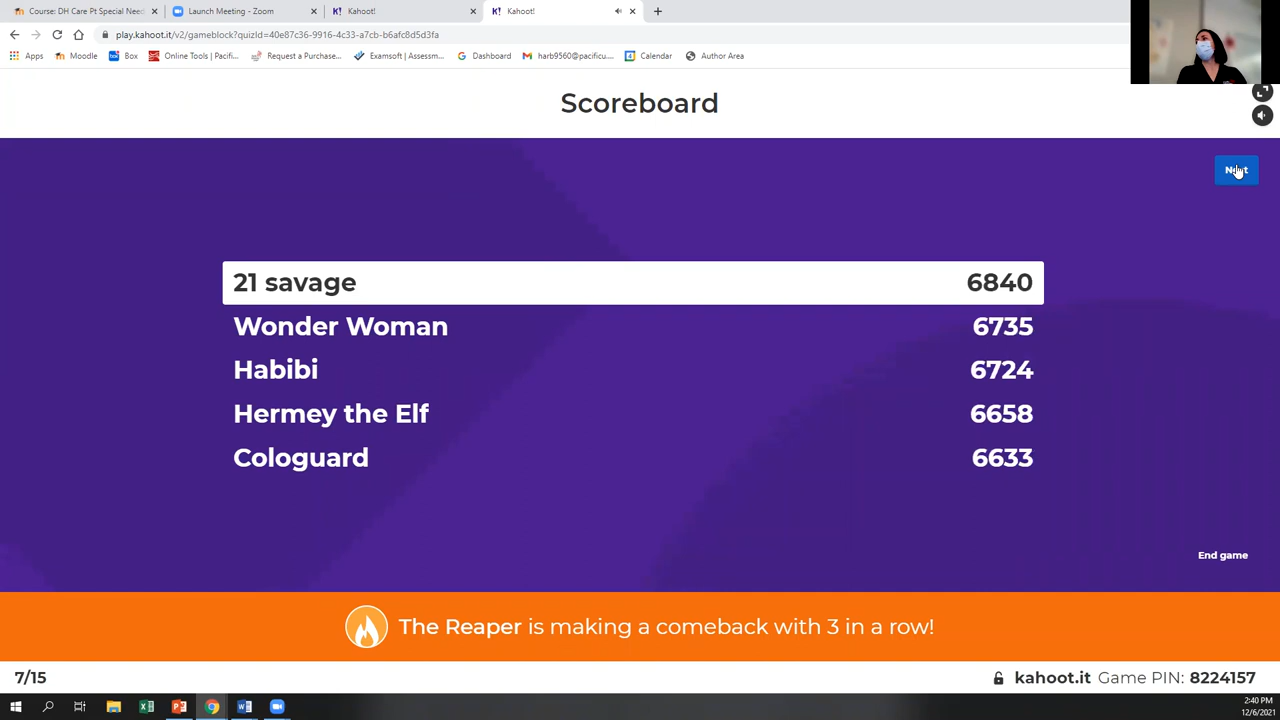 Course: DH Care Pt Special Need
Launch Meeting - Zoom
Kahoot!
Kahoot!
play.kahoot.it/v2/gameblock?quizId=40e87c36-9916-4c33-a7cb-b6afc8d5d3fa
Apps
Moodle
Box
Online Tools | Pacifi...
Request a Purchase...
Examsoft | Assessm...
Dashboard
harb9560@pacificu...
Calendar
Author Area
Scoreboard
21 savage 6840
Wonder Woman 6735
Habibi 6724
Hermey the Elf 6658
Cologuard 6633
End game
The Reaper is making a comeback with 3 in a row!
7/15
kahoot.it Game PIN: 8224157
2:40 PM
12/6/2021